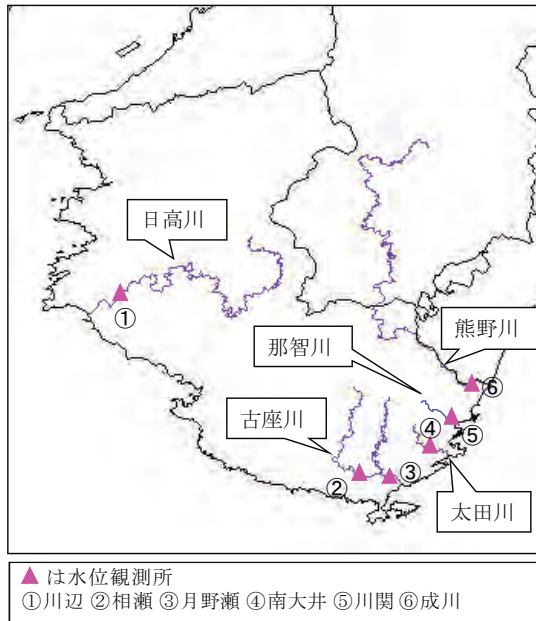 日高川
①
熊野川
那智川
⑥
古座川
④
⑤
②
③
太田川
▲は水位観測所
①川辺 ②相瀬 ③月野瀬 ④南大井 ⑤川関 ⑥成川